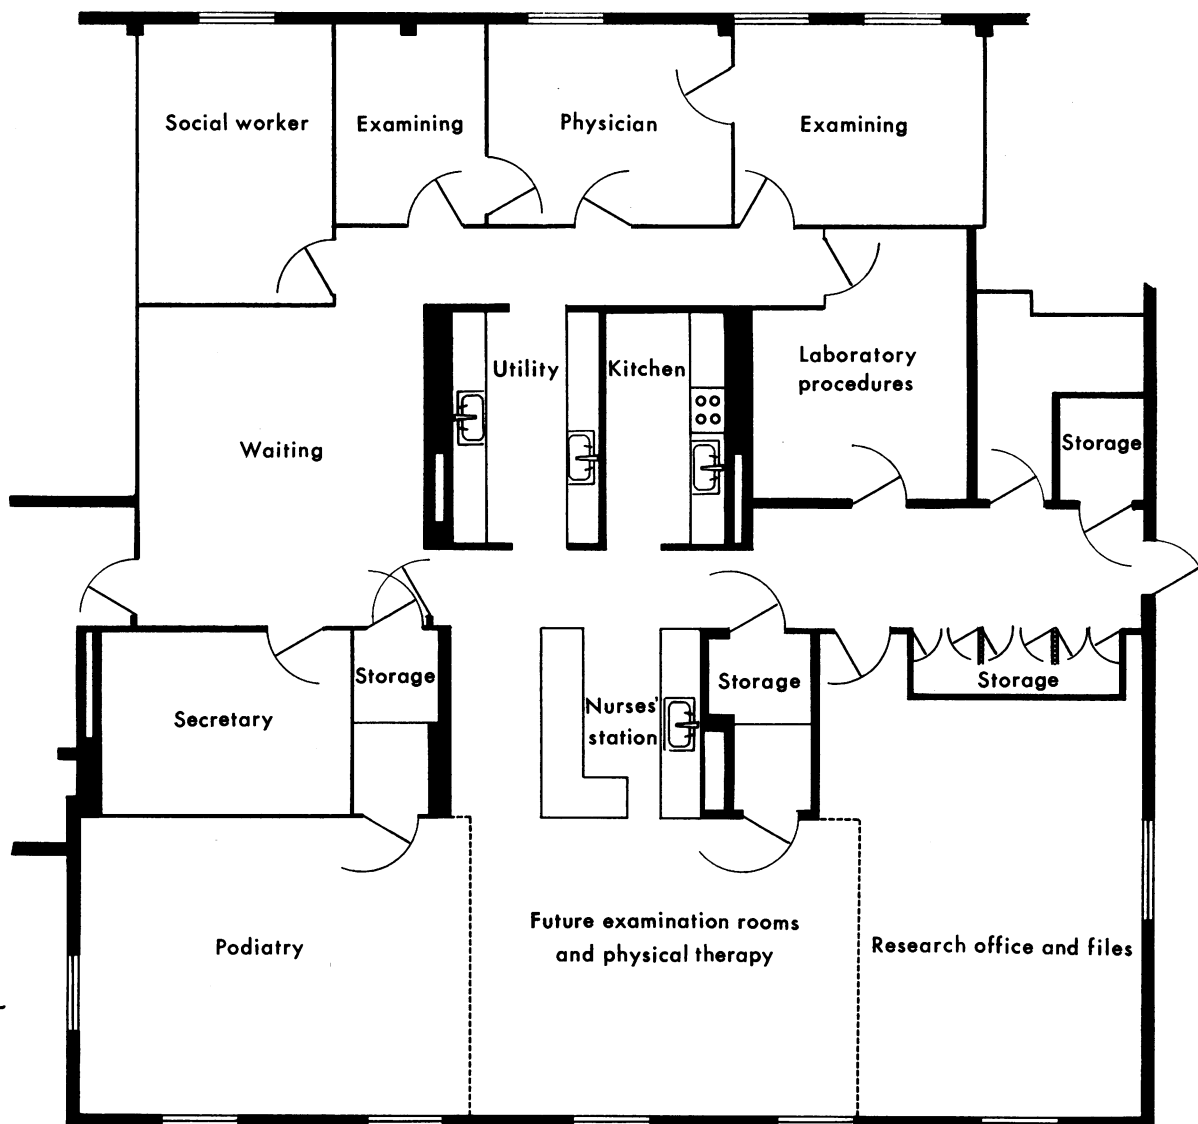 Social worker
Examining
Physician
Examining
Utility
Kitchen
Laboratory
procedures
Waiting
Storage
Storage
Storage
Storage
Secretary
Nurses'
station
Podiatry
Future examination rooms
and physical therapy
Research office and files